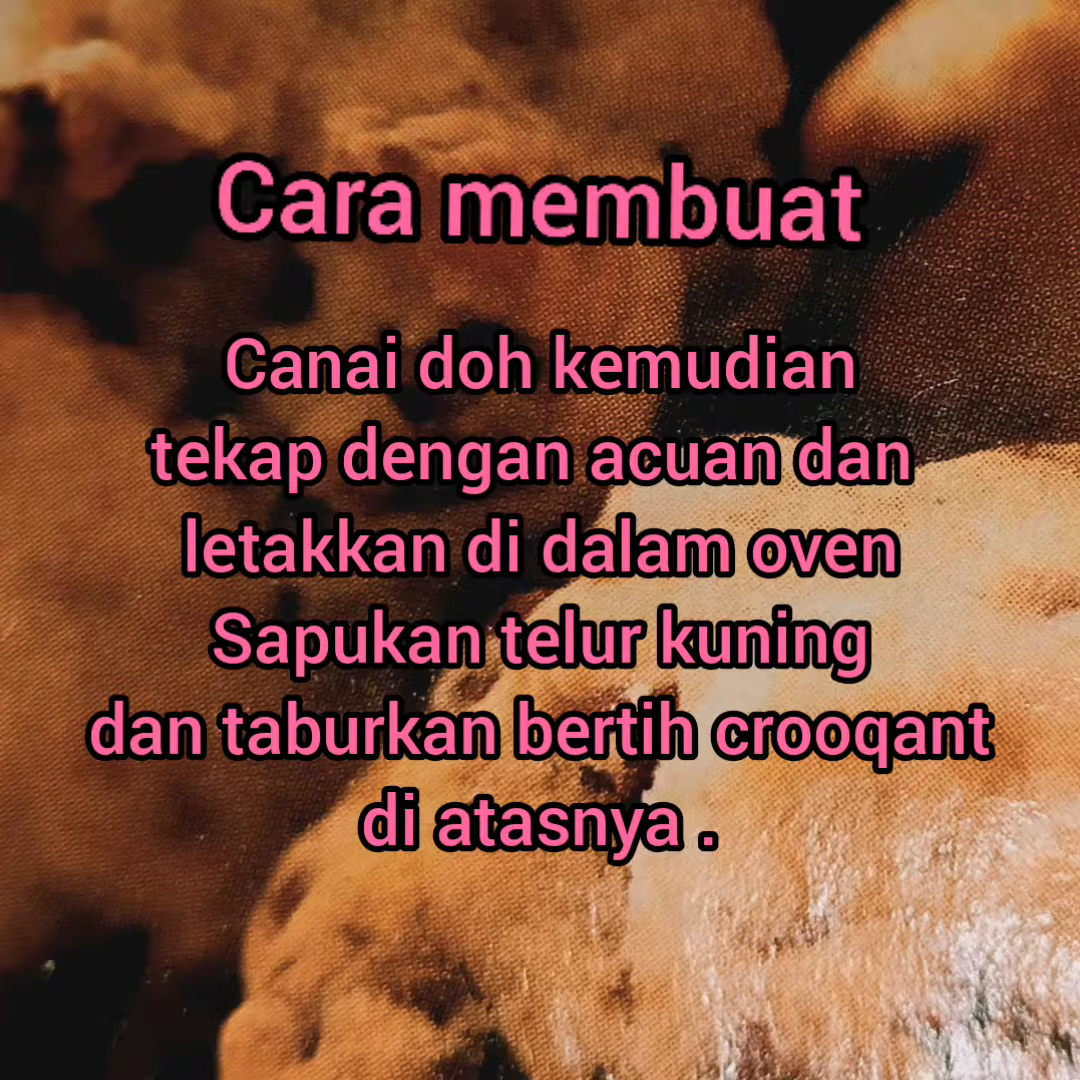 Cara membuat
Canai doh kemudian
tekap dengan acuan dan
letakkan di dalam oven
Sapukan telur kuning
dan taburkan bertih crooqant
di atasnya .